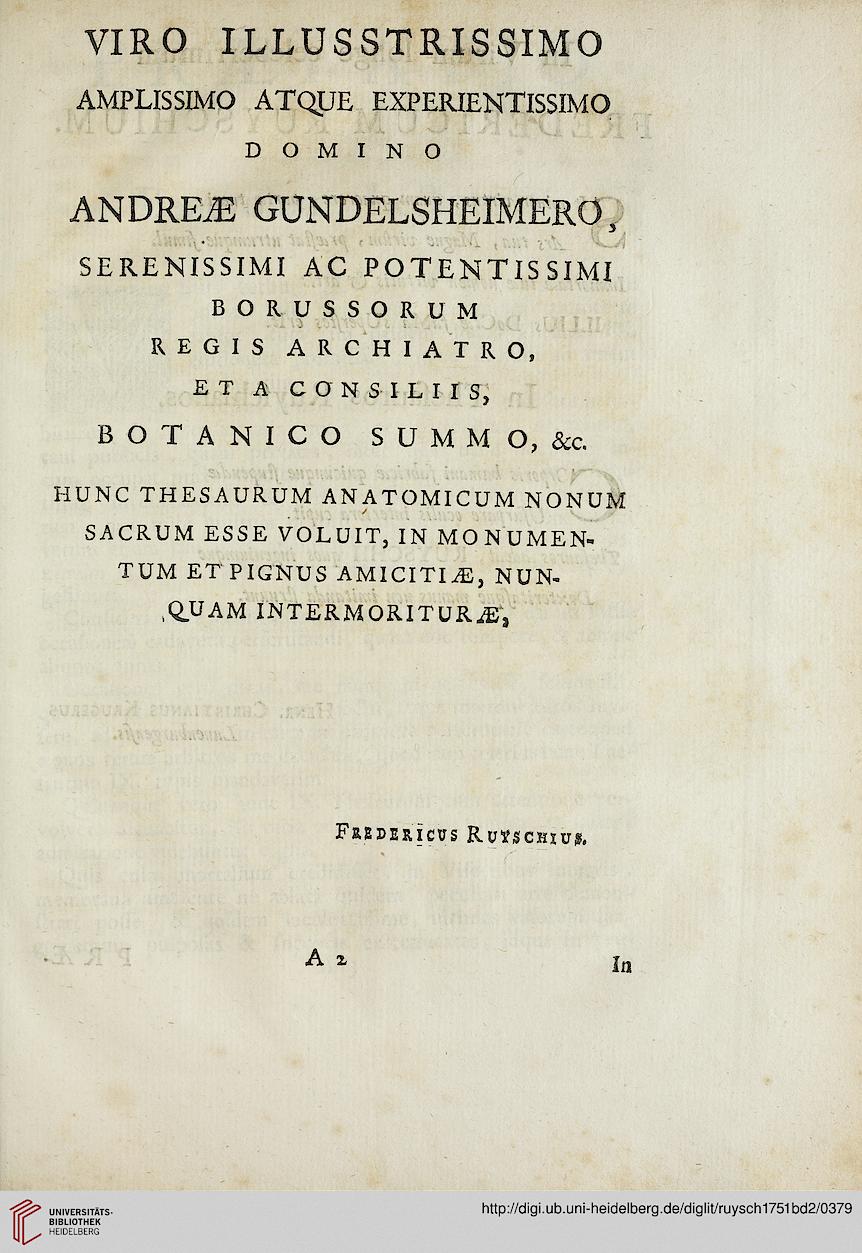 VIRO ILLUSSTRISSIMO
AMPLISSIMO ATQUE EXPERIENTISSIMO
DOMINO
ANDREÆ GUNDELSHEIMERO,
SERENISSIMI AC POTENTISSIMI
BORUSSORUM
REGIS ARCHIATRO,
ET A CONSILIIS,
BOTANICO SUMMO, &c.
HUNC THESAURUM ANATOMICUM NONUM
SACRUM ESSE VOLUIT, IN MONUMEN-
TUM ET PIGNUS AMICITIÆ, NUN-
QUAM INTERMORITURÆ,
FREDERICUS RUYSCHIUS.
A 2
In
UNIVERSITÄTS-
BIBLIOTHEK
HEIDELBERG
http://digi.ub.uni-heidelberg.de/diglit/ruysch1751bd2/0379